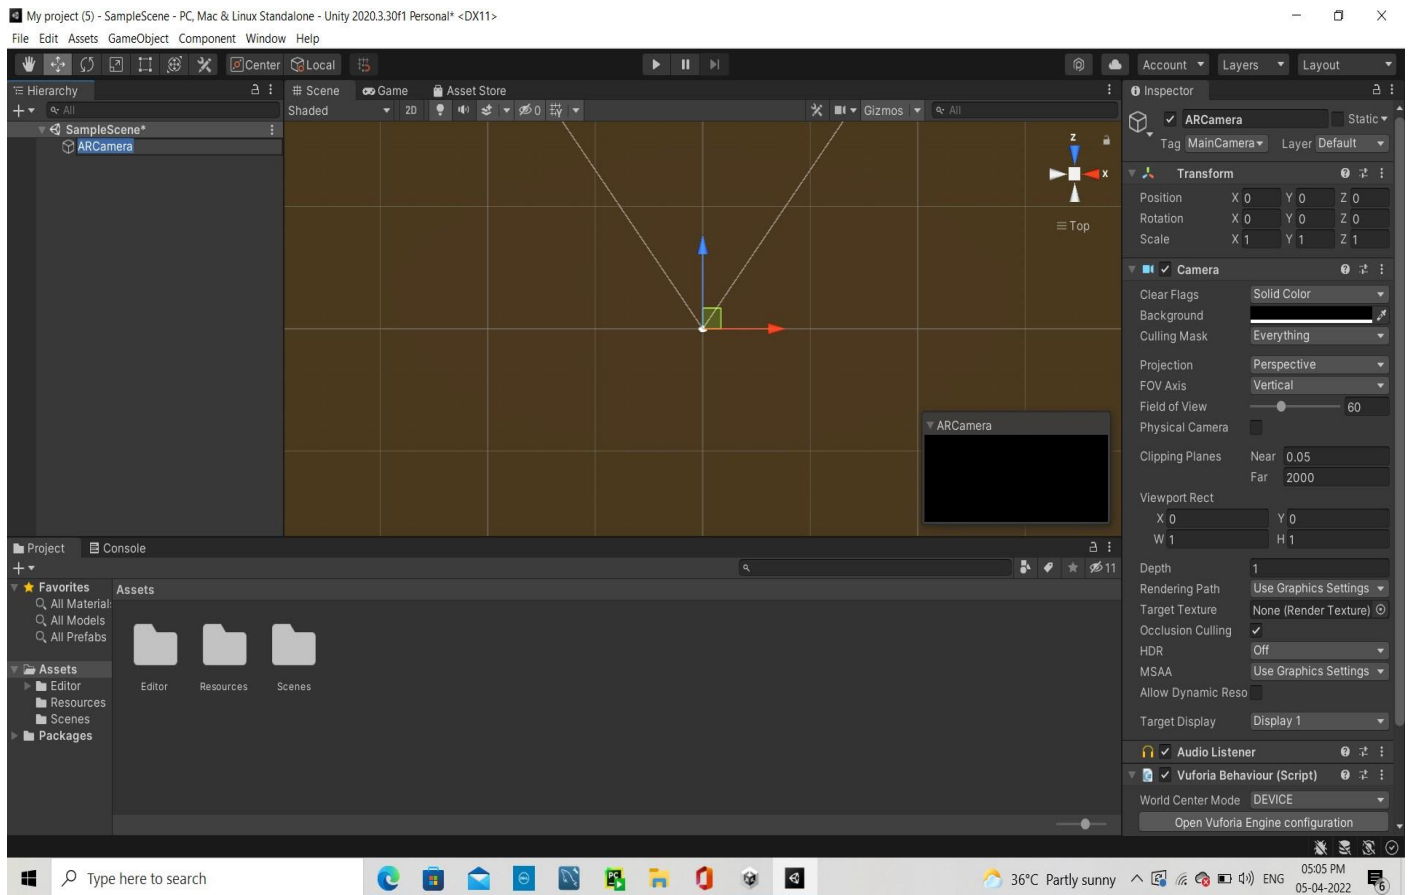 My project (5) - SampleScene - PC, Mac & Linux Standalone - Unity 2020.3.30f1 Personal* <DX11>
File Edit Assets GameObject Component Window Help
Center Local Account Layers Layout
Hierarchy
All
SampleScene*
ARCamera
Scene Game Asset Store
Shaded 2D 0 Gizmos All
z
x
Top
ARCamera
Inspector
ARCamera Static
Tag MainCamera Layer Default
Transform
Position X 0 Y 0 Z 0
Rotation X 0 Y 0 Z 0
Scale X 1 Y 1 Z 1
Camera
Clear Flags Solid Color
Background
Culling Mask Everything
Projection Perspective
FOV Axis Vertical
Field of View 60
Physical Camera
Clipping Planes Near 0.05
Far 2000
Viewport Rect
X 0 Y 0
W 1 H 1
Depth 1
Rendering Path Use Graphics Settings
Target Texture None (Render Texture)
Occlusion Culling
HDR Off
MSAA Use Graphics Settings
Allow Dynamic Reso
Target Display Display 1
Audio Listener
Vuforia Behaviour (Script)
World Center Mode DEVICE
Open Vuforia Engine configuration
Project Console
11
Favorites
All Material
All Models
All Prefabs
Assets
Editor
Resources
Scenes
Packages
Assets
Editor Resources Scenes
Type here to search
36°C Partly sunny ENG 05:05 PM
05-04-2022
6